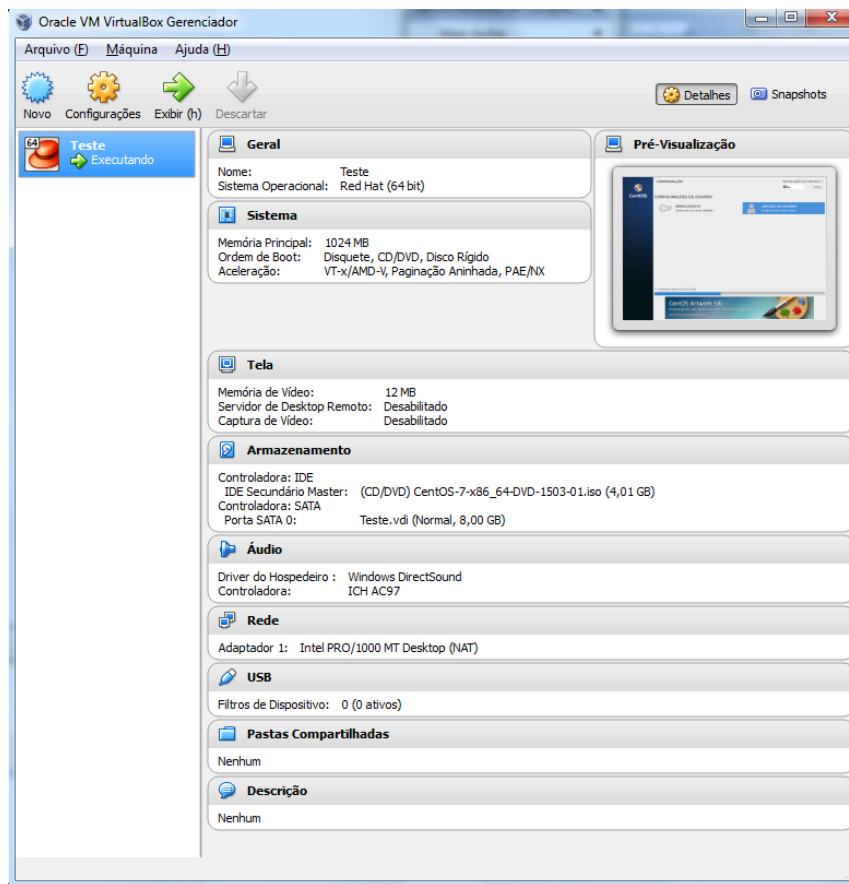 Oracle VM VirtualBox Gerenciador
Arquivo (F) Máquina Ajuda (H)
Novo Configurações Exibir (h) Descartar
Detalhes Snapshots
64
Teste
Executando
Geral
Nome: Teste
Sistema Operacional: Red Hat (64 bit)
Pré-Visualização
CentOS
CentOS Artwork SIG
Sistema
Memória Principal: 1024 MB
Ordem de Boot: Disquete, CD/DVD, Disco Rígido
Aceleração: VT-x/AMD-V, Paginação Aninhada, PAE/NX
Tela
Memória de Vídeo: 12 MB
Servidor de Desktop Remoto: Desabilitado
Captura de Vídeo: Desabilitado
Armazenamento
Controladora: IDE
IDE Secundário Master: (CD/DVD) CentOS-7-x86_64-DVD-1503-01.iso (4,01 GB)
Controladora: SATA
Porta SATA 0: Teste.vdi (Normal, 8,00 GB)
Áudio
Driver do Hospedeiro : Windows DirectSound
Controladora: ICH AC97
Rede
Adaptador 1: Intel PRO/1000 MT Desktop (NAT)
USB
Filtros de Dispositivo: 0 (0 ativos)
Pastas Compartilhadas
Nenhum
Descrição
Nenhum